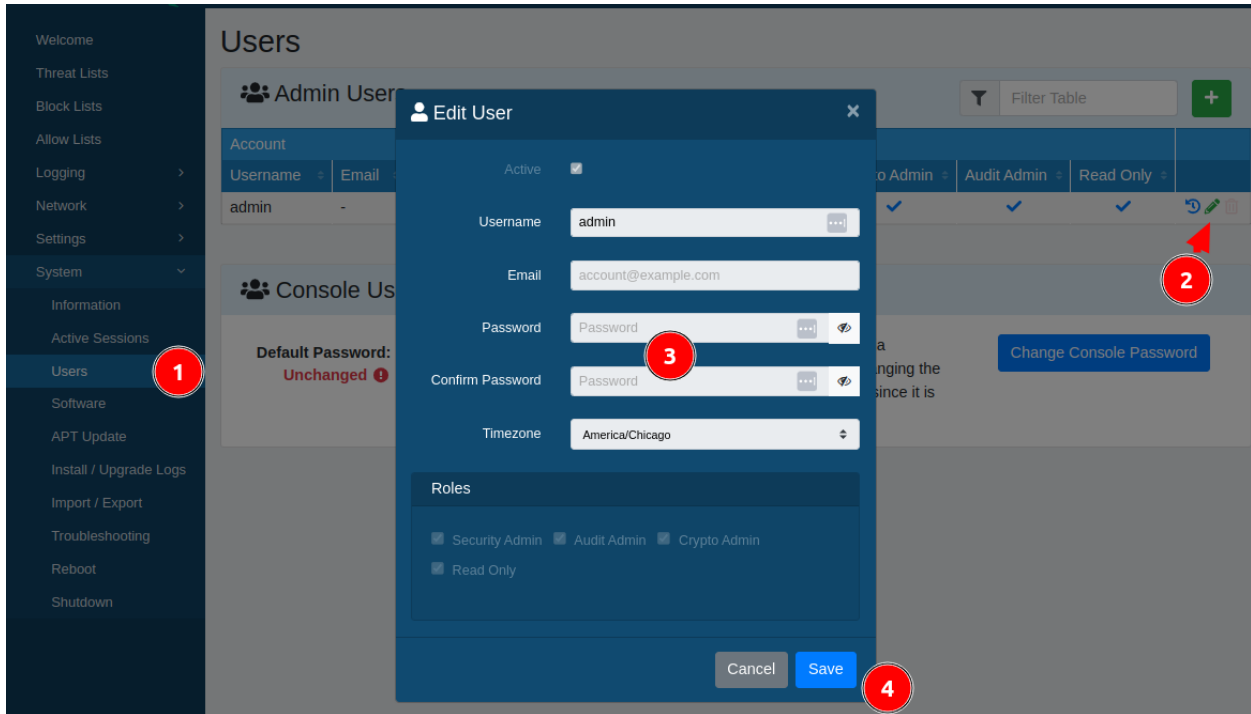 Welcome
Threat Lists
Block Lists
Allow Lists
Logging
Network
Settings
System
Information
Active Sessions
Users
1
Software
APT Update
Install / Upgrade Logs
Import / Export
Troubleshooting
Reboot
Shutdown
Users
Admin Users
Filter Table
+
Account
Username
Email
Audit Admin
Read Only
admin
-
2
Console Us
Default Password:
Unchanged
a
since it is
Change Console Password
Edit User
×
Active
Username
admin
Email
account@example.com
Password
Password
3
Confirm Password
Password
Timezone
America/Chicago
Roles
Security Admin
Audit Admin
Crypto Admin
Read Only
Cancel
Save
4